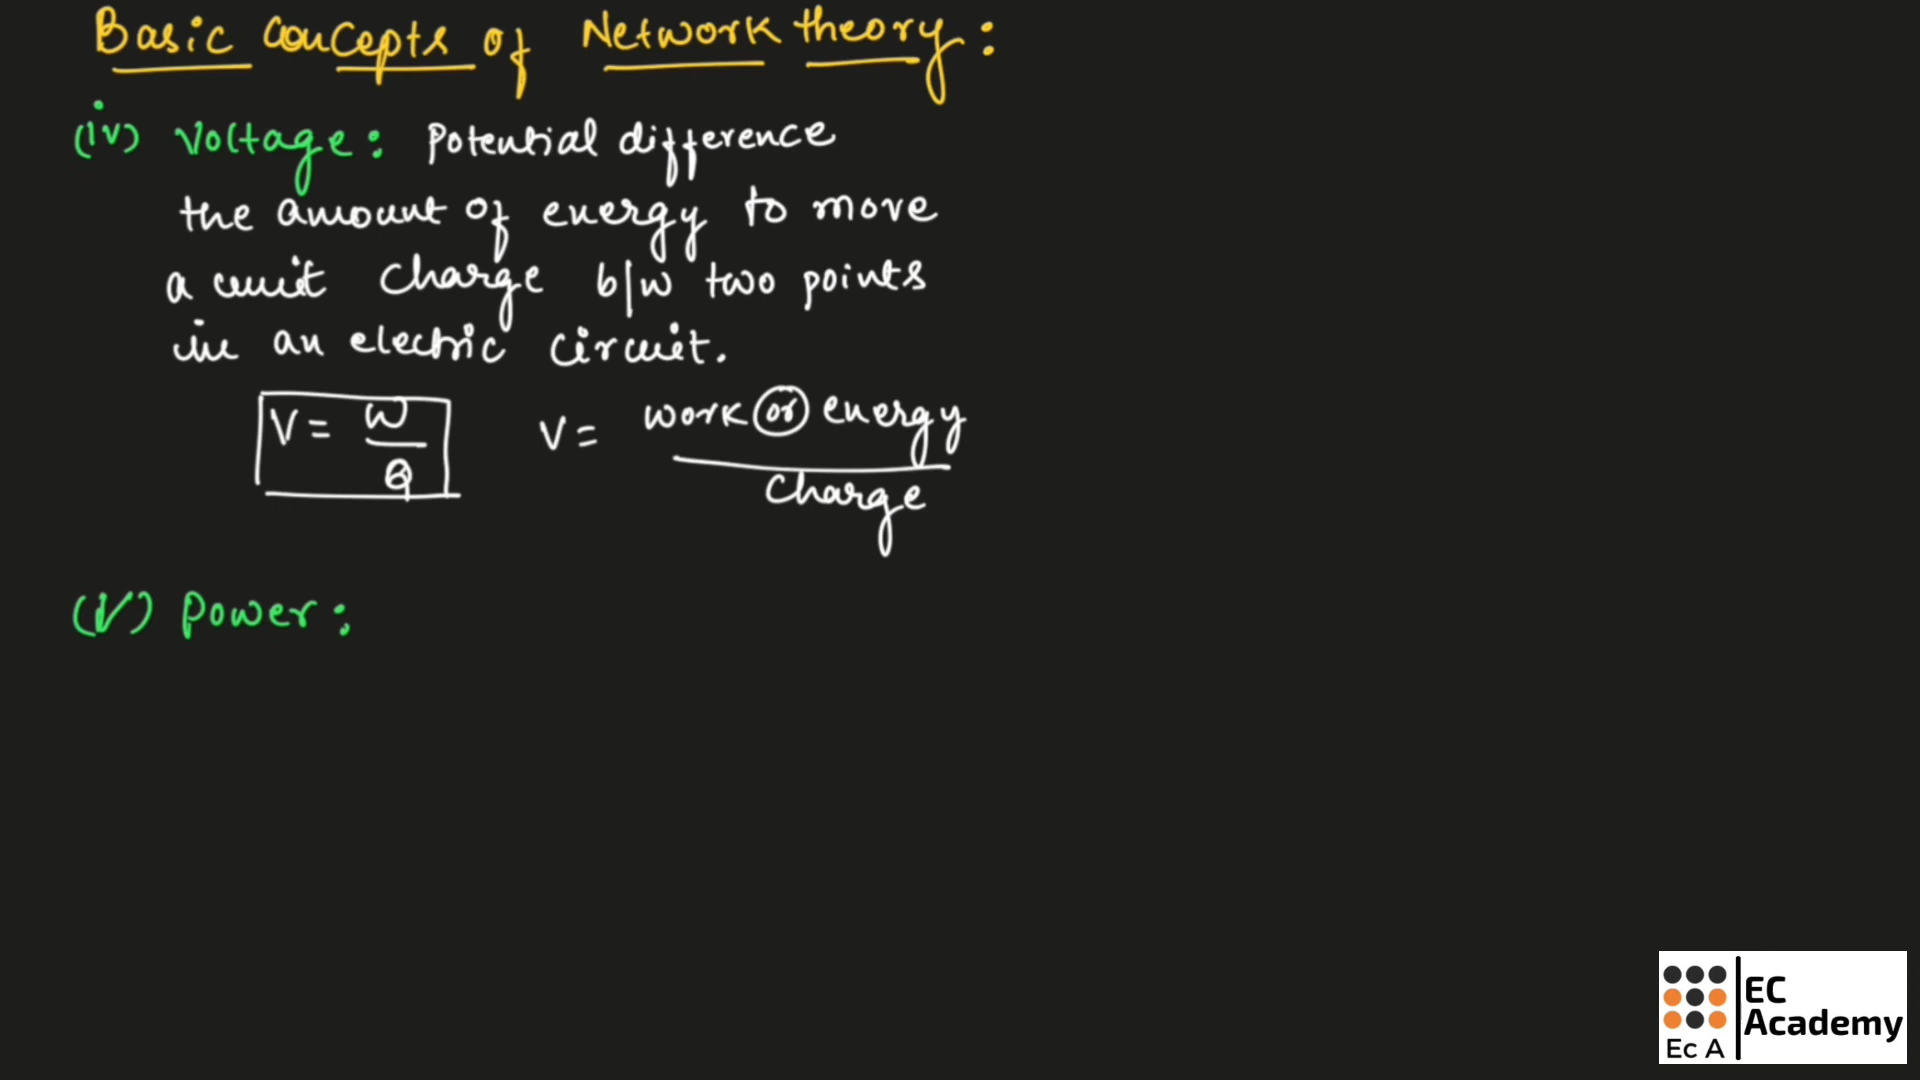 Basic Concepts of Network theory:
(iv) Voltage: Potential difference
the amount of energy to move
a unit charge b/w two points
in an electric circuit.
V = W/Q V = work or energy / charge
(V) Power:
EC
Academy
Ec A